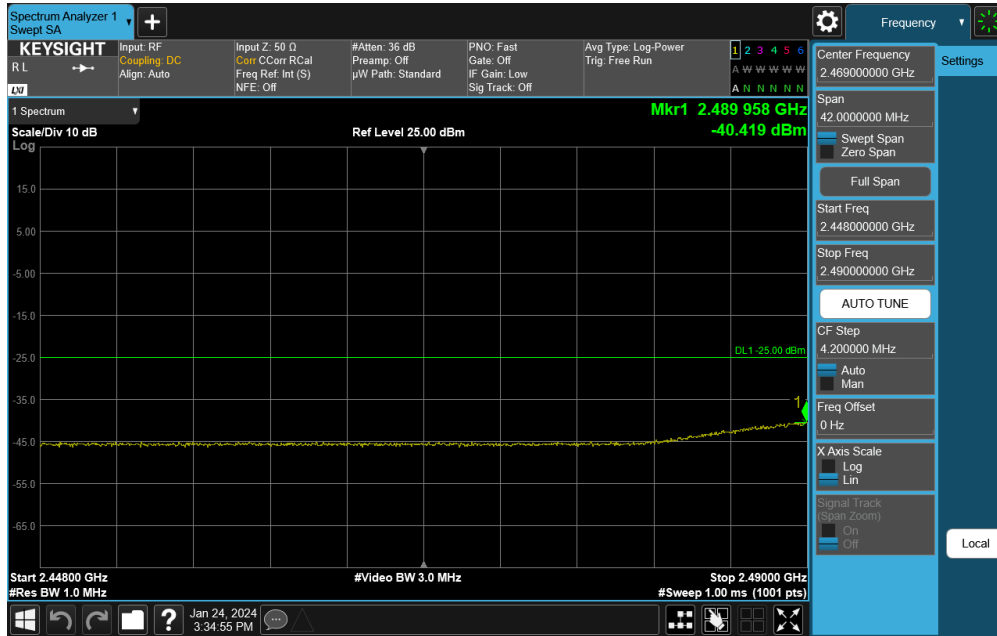 Spectrum Analyzer 1
Swept SA
Frequency
KEYSIGHT
R L
LXI
Input: RF
Coupling: DC
Align: Auto
Input Z: 50 Ω
Corr CCorr RCal
Freq Ref: Int (S)
NFE: Off
#Atten: 36 dB
Preamp: Off
µW Path: Standard
PNO: Fast
Gate: Off
IF Gain: Low
Sig Track: Off
Avg Type: Log-Power
Trig: Free Run
1 2 3 4 5 6
A W W W W W
A N N N N N
1 Spectrum
Scale/Div 10 dB
Log
Ref Level 25.00 dBm
Mkr1 2.489 958 GHz
-40.419 dBm
15.0
5.00
-5.00
-15.0
-25.0
-35.0
-45.0
-55.0
-65.0
DL1 -25.00 dBm
1
Start 2.44800 GHz
#Res BW 1.0 MHz
#Video BW 3.0 MHz
Stop 2.49000 GHz
#Sweep 1.00 ms (1001 pts)
Center Frequency
2.469000000 GHz
Span
42.0000000 MHz
Swept Span
Zero Span
Full Span
Start Freq
2.448000000 GHz
Stop Freq
2.490000000 GHz
AUTO TUNE
CF Step
4.200000 MHz
Auto
Man
Freq Offset
0 Hz
X Axis Scale
Log
Lin
Signal Track
(Span Zoom)
On
Off
Settings
Local
?
Jan 24, 2024
3:34:55 PM